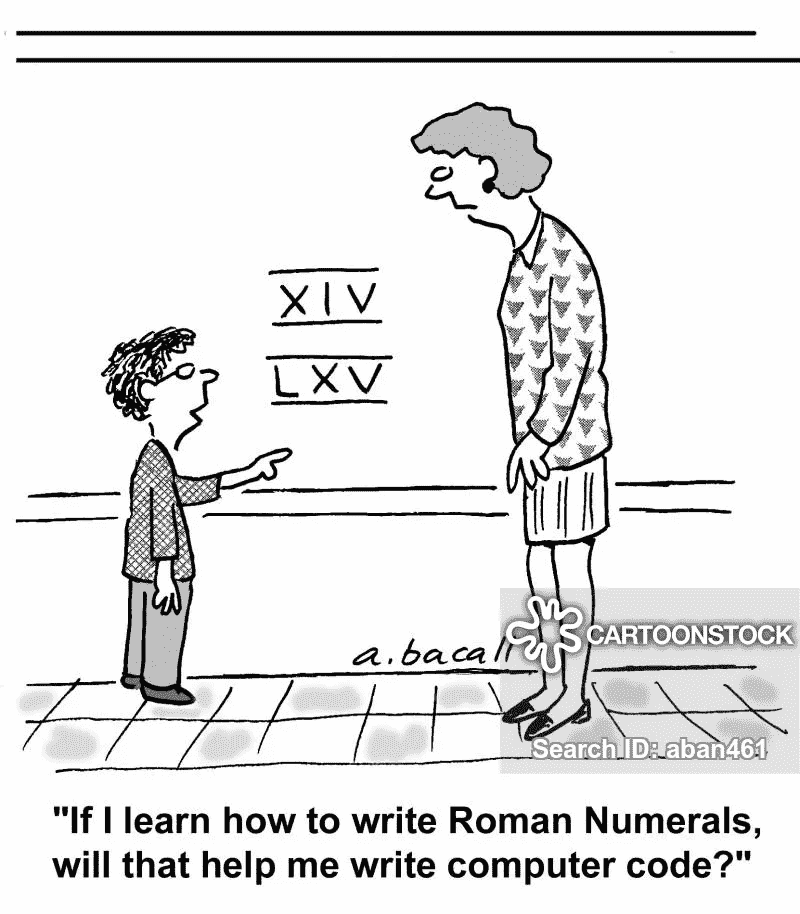 XIV
LXV
a.bacall
CARTOONSTOCK
Search ID: aban461
"If I learn how to write Roman Numerals,
will that help me write computer code?"